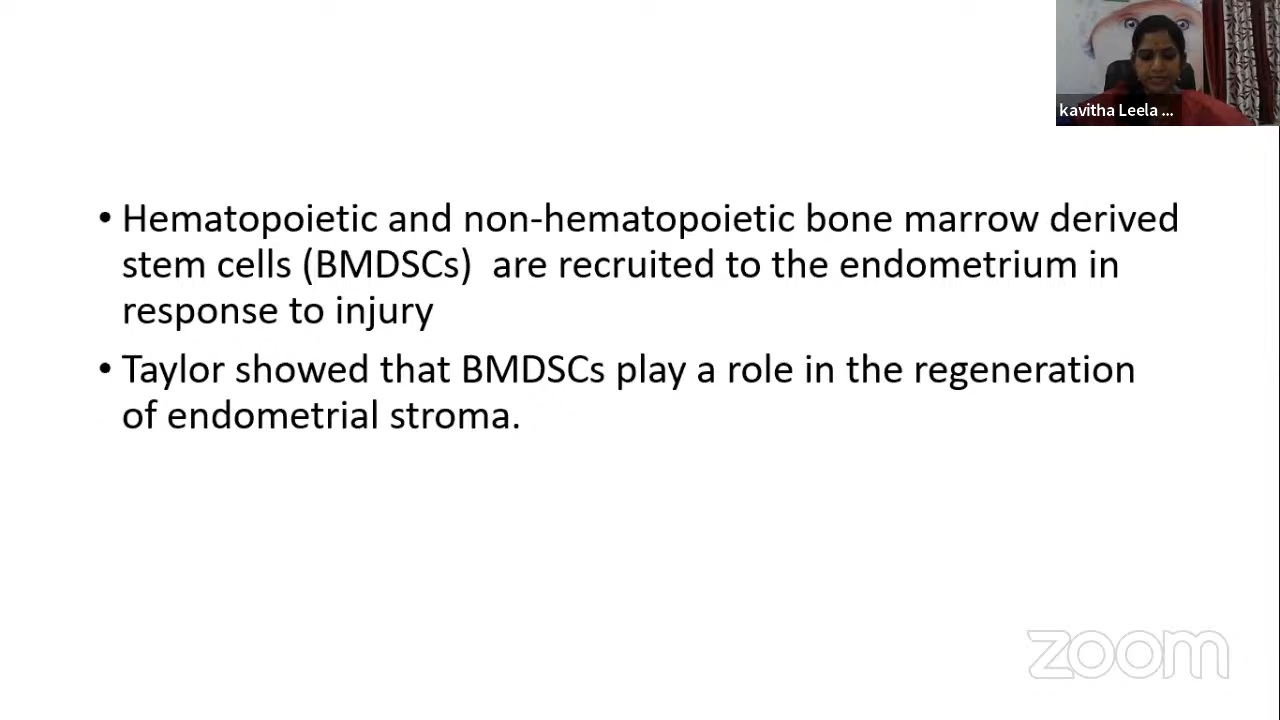 kavitha Leela ...
• Hematopoietic and non-hematopoietic bone marrow derived
stem cells (BMDSCs) are recruited to the endometrium in
response to injury
• Taylor showed that BMDSCs play a role in the regeneration
of endometrial stroma.
zoom